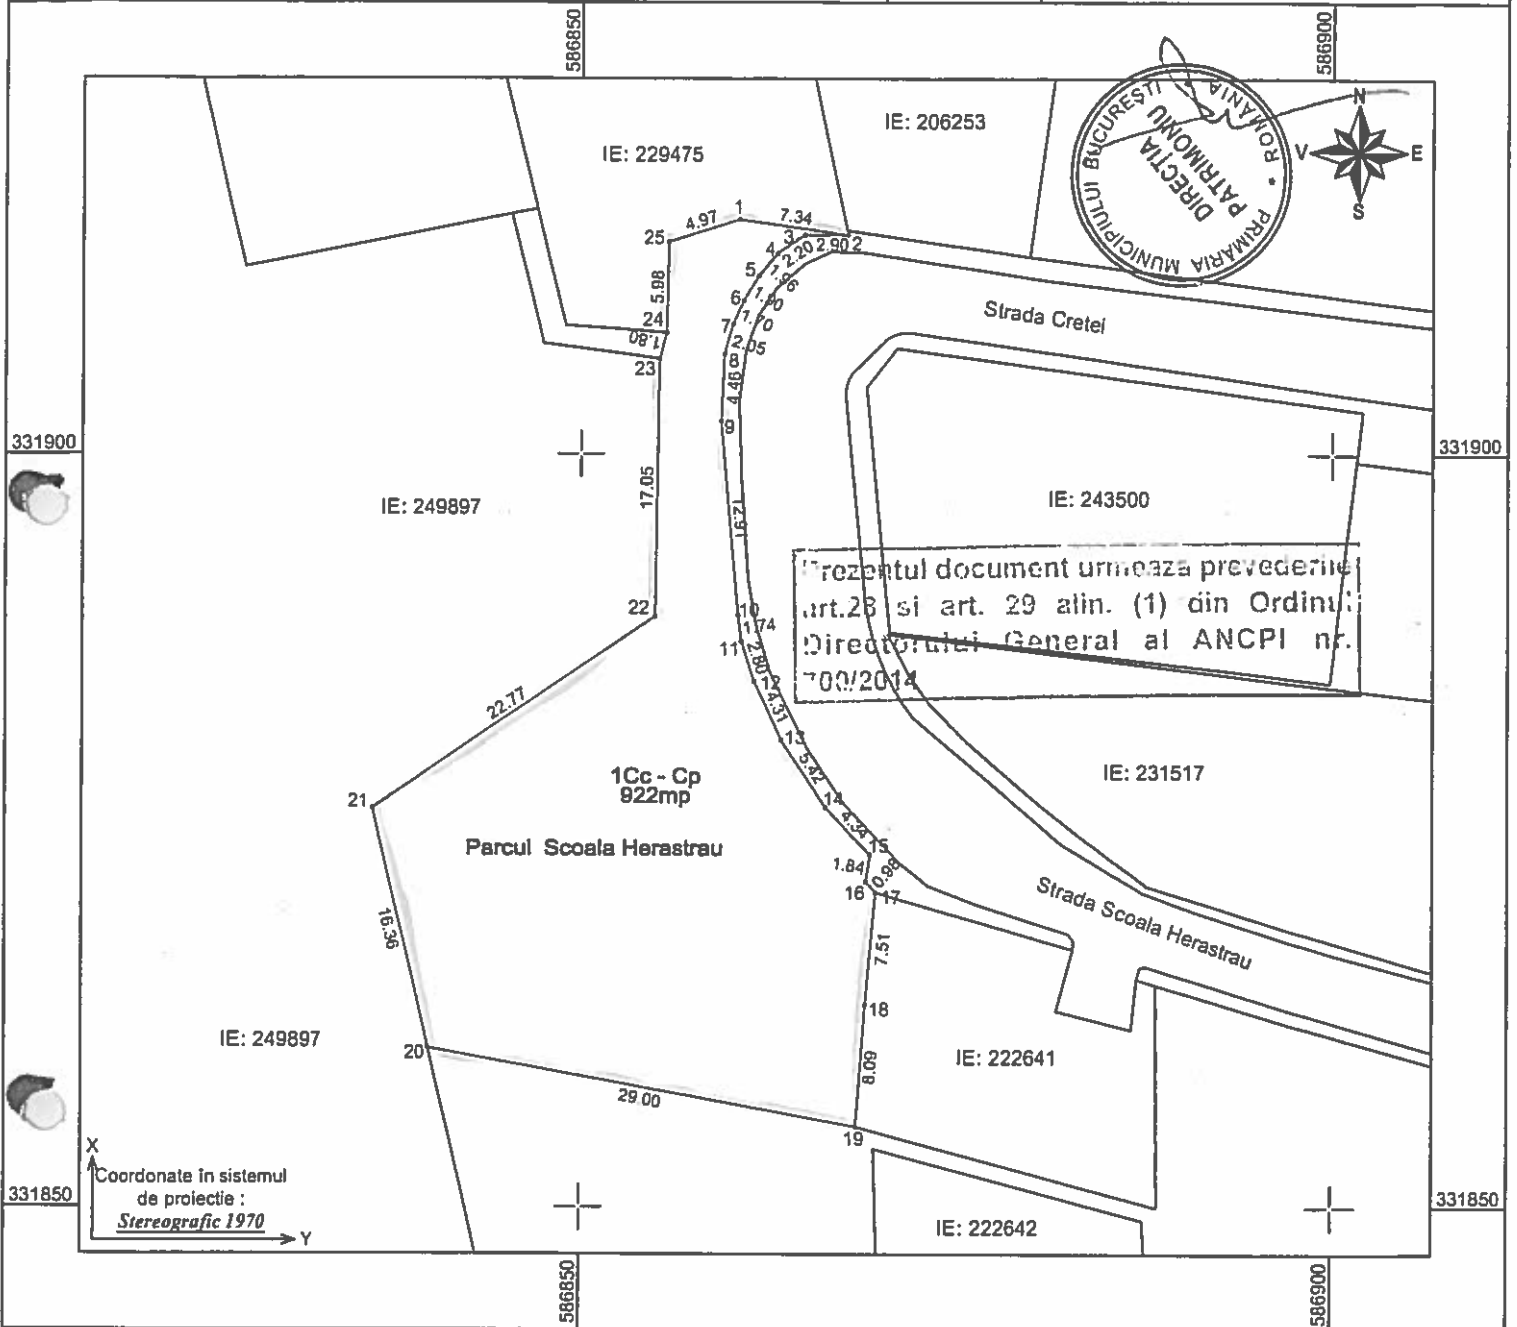 586850
586900
IE: 229475
IE: 206253
PRIMĂRIA MUNICIPIULUI BUCUREȘTI
ROMÂNIA
DIRECȚIA
PATRIMONIU
N
V
E
S
1
4.97
7.34
25
3
2
2.90
4
2.20
5
1.96
5.98
6
1.90
7
1.70
24
1.80
8
2.05
23
4.46
9
Strada Cretei
331900
331900
17.05
IE: 249897
IE: 243500
12.91
Prezentul document urmeaza prevederile
art.28 si art. 29 alin. (1) din Ordinul
Directorului General al ANCPI nr.
700/2014
22
10
1.74
11
2.80
12
4.31
22.77
13
5.42
1Cc - Cp
922mp
IE: 231517
21
14
4.34
15
Parcul Scoala Herastrau
1.84
0.98
16
17
Strada Scoala Herastrau
16.36
7.51
18
IE: 249897
20
IE: 222641
8.09
29.00
19
X
Coordonate în sistemul
de proiectie :
Stereografic 1970
Y
331850
331850
IE: 222642
586850
586900